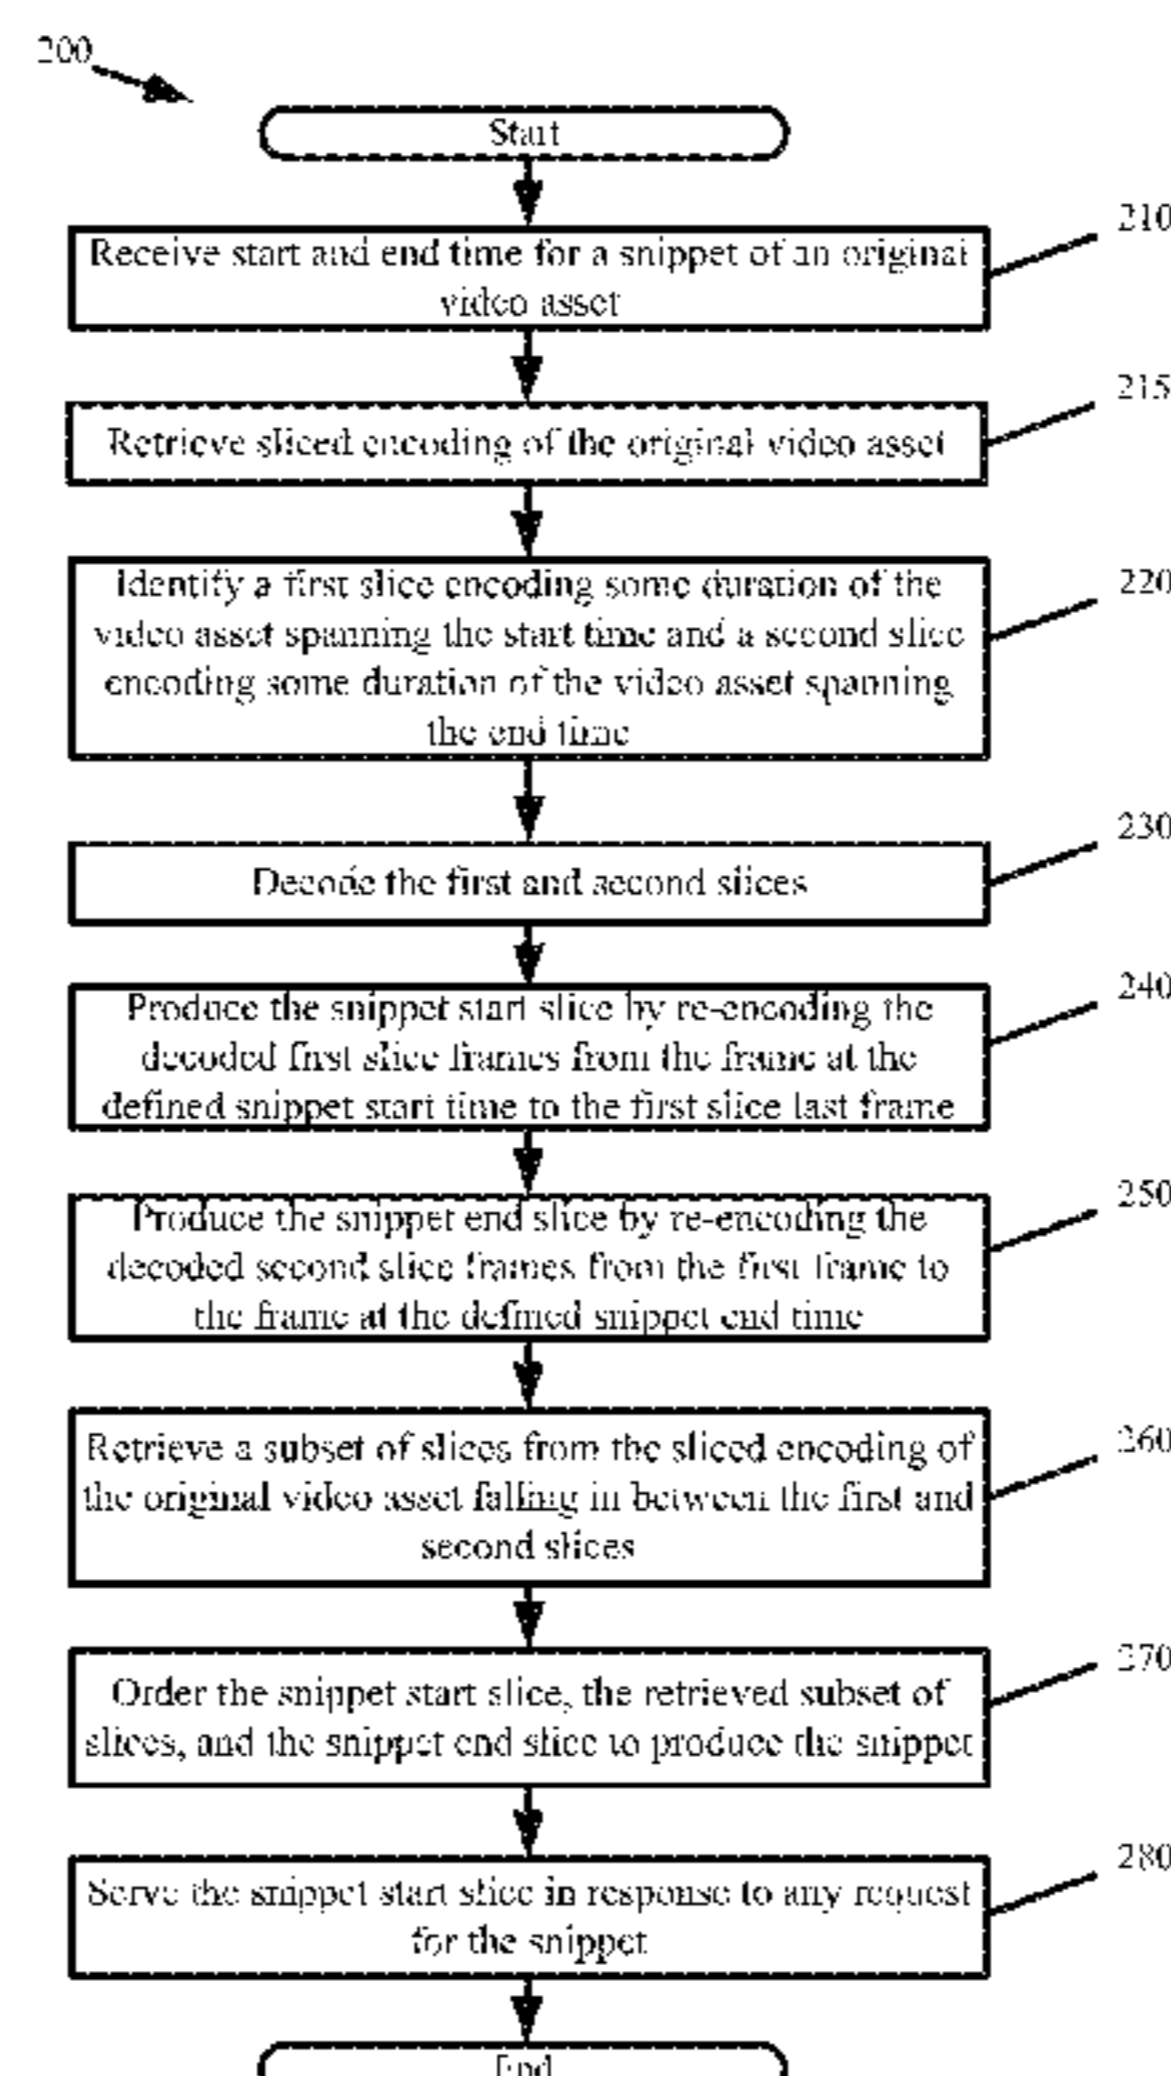 200
Start
210
Receive start and end time for a snippet of an original
video asset
215
Retrieve sliced encoding of the original video asset
220
Identify a first slice encoding some duration of the
video asset spanning the start time and a second slice
encoding some duration of the video asset spanning
the end time
230
Decode the first and second slices
240
Produce the snippet start slice by re-encoding the
decoded first slice frames from the frame at the
defined snippet start time to the first slice last frame
250
Produce the snippet end slice by re-encoding the
decoded second slice frames from the first frame to
the frame at the defined snippet end time
260
Retrieve a subset of slices from the sliced encoding of
the original video asset falling in between the first and
second slices
270
Order the snippet start slice, the retrieved subset of
slices, and the snippet end slice to produce the snippet
280
Serve the snippet start slice in response to any request
for the snippet
End